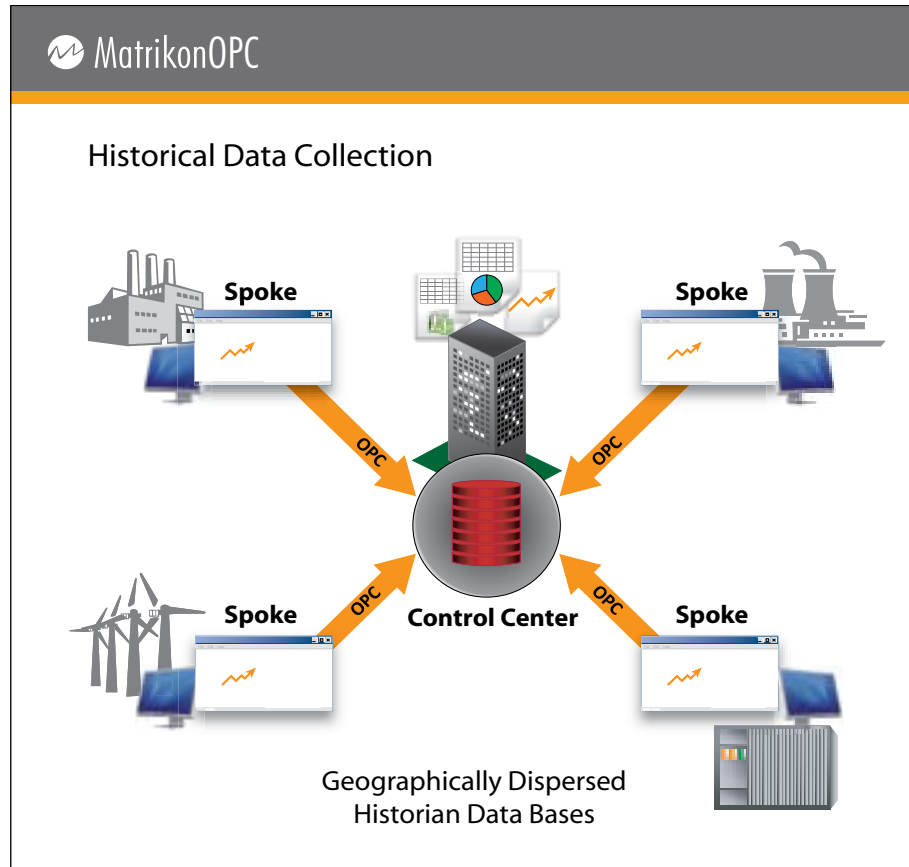 MatrikonOPC
Historical Data Collection
Spoke
Spoke
OPC
OPC
OPC
OPC
Control Center
Spoke
Spoke
Geographically Dispersed
Historian Data Bases